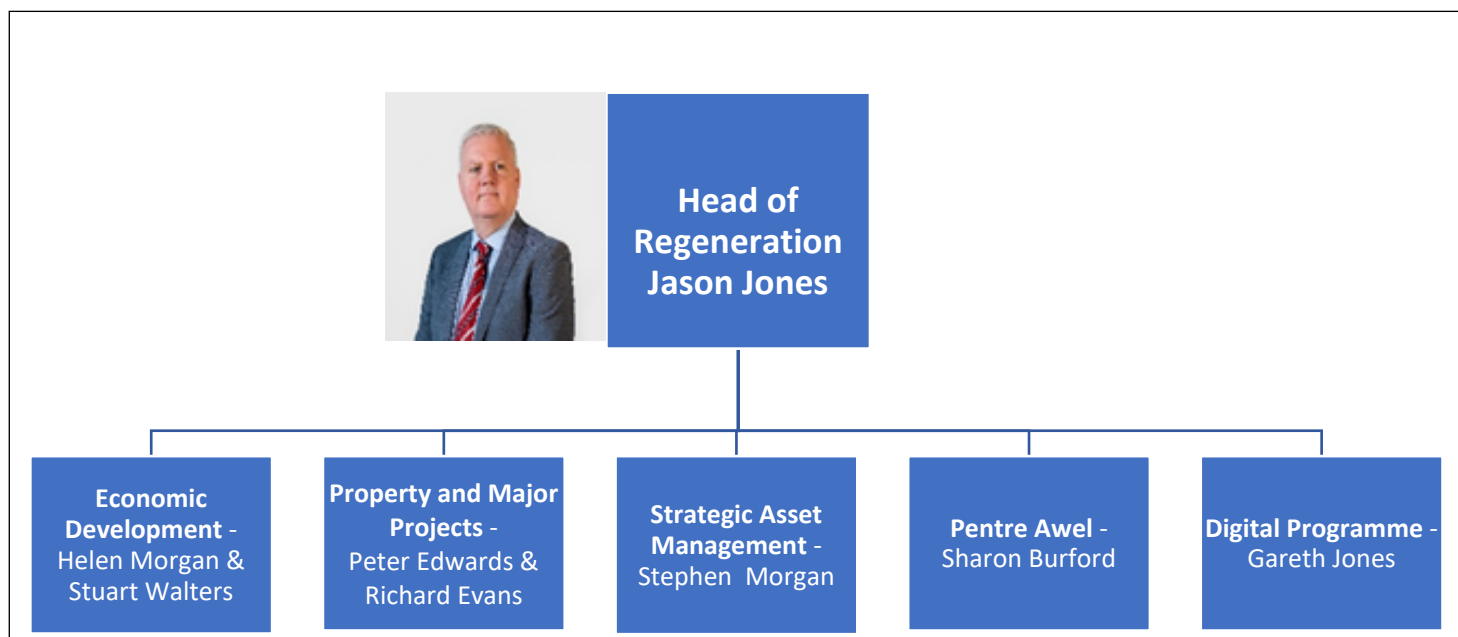 Head of
Regeneration
Jason Jones
Economic
Development -
Helen Morgan &
Stuart Walters
Property and Major
Projects -
Peter Edwards &
Richard Evans
Strategic Asset
Management -
Stephen  Morgan
Pentre Awel -
Sharon Burford
Digital Programme -
Gareth Jones